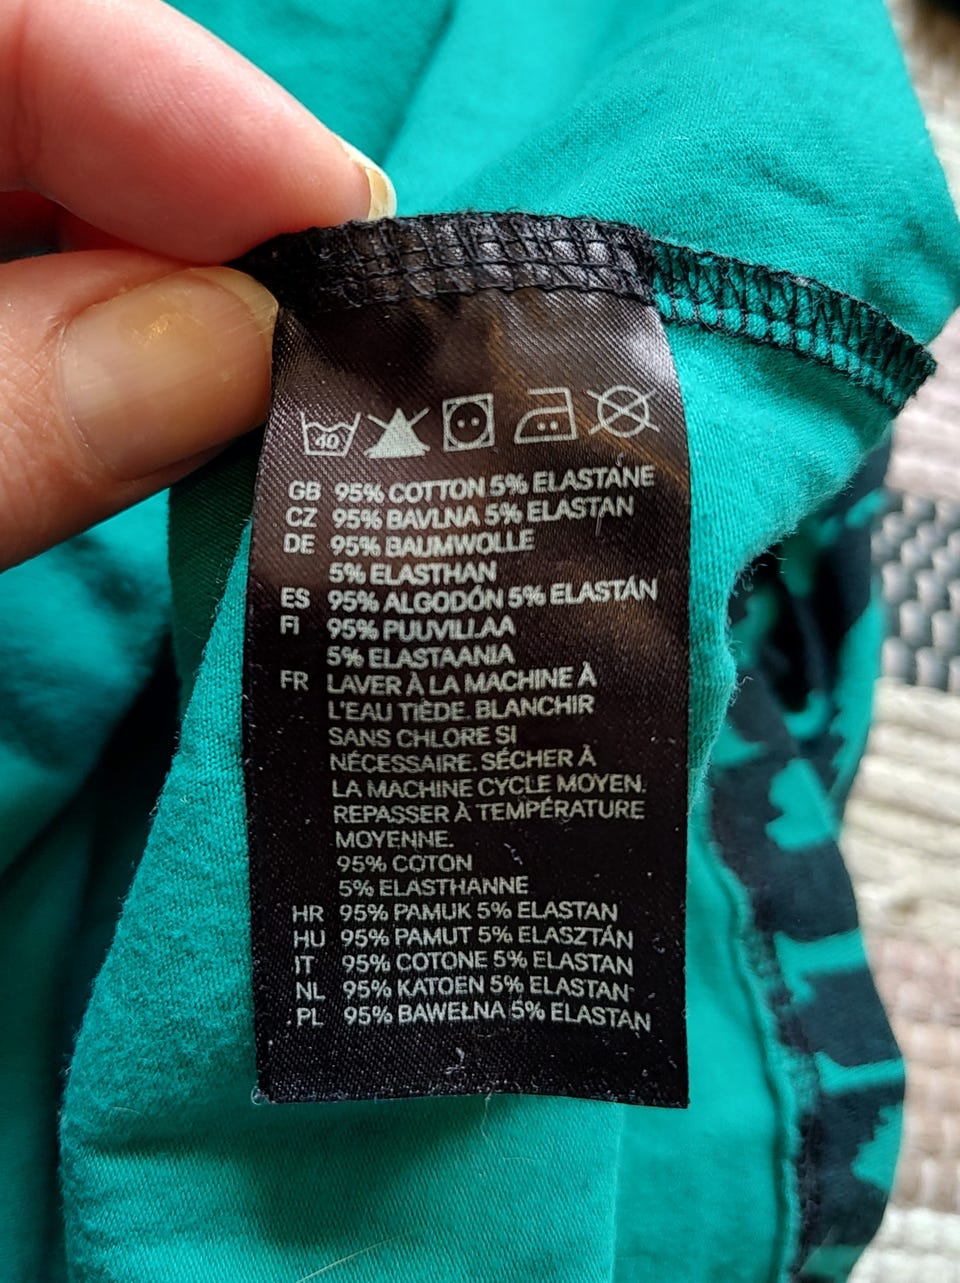 40
GB 95% COTTON 5% ELASTANE
CZ 95% BAVLNA 5% ELASTAN
DE 95% BAUMWOLLE
5% ELASTHAN
ES 95% ALGODÓN 5% ELASTÁN
FI 95% PUUVILLAA
5% ELASTAANIA
FR LAVER À LA MACHINE À
L'EAU TIÈDE. BLANCHIR
SANS CHLORE SI
NÉCESSAIRE. SÉCHER À
LA MACHINE CYCLE MOYEN.
REPASSER À TEMPÉRATURE
MOYENNE.
95% COTON
5% ELASTHANNE
HR 95% PAMUK 5% ELASTAN
HU 95% PAMUT 5% ELASZTÁN
IT 95% COTONE 5% ELASTAN
NL 95% KATOEN 5% ELASTAN
PL 95% BAWEŁNA 5% ELASTAN